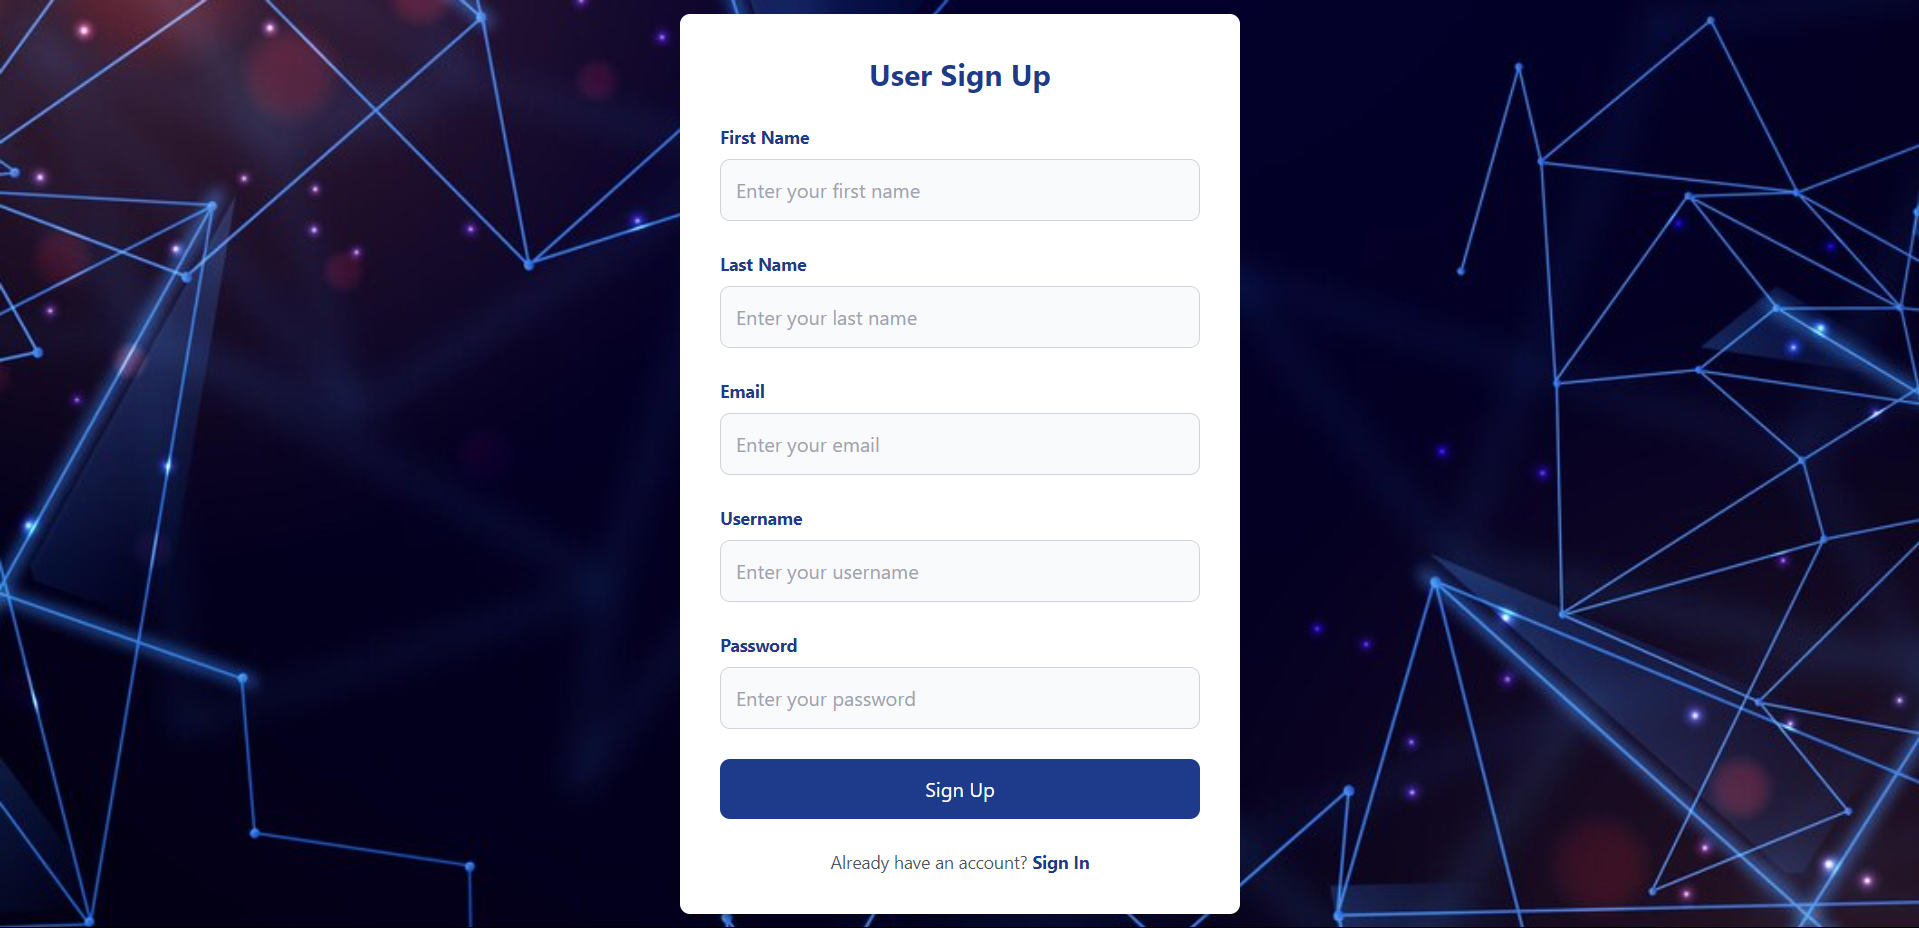 User Sign Up
First Name
Enter your first name
Last Name
Enter your last name
Email
Enter your email
Username
Enter your username
Password
Enter your password
Sign Up
Already have an account? Sign In